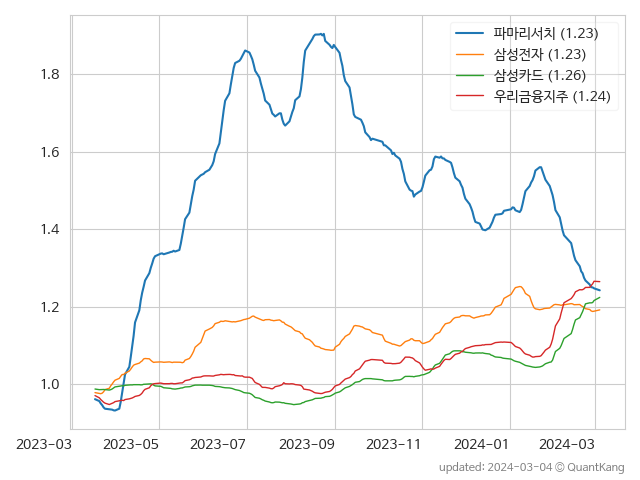 파마리서치 (1.23)
삼성전자 (1.23)
삼성카드 (1.26)
우리금융지주 (1.24)
1.8
1.6
1.4
1.2
1.0
2023-03 2023-05 2023-07 2023-09 2023-11 2024-01 2024-03
updated: 2024-03-04 © QuantKang